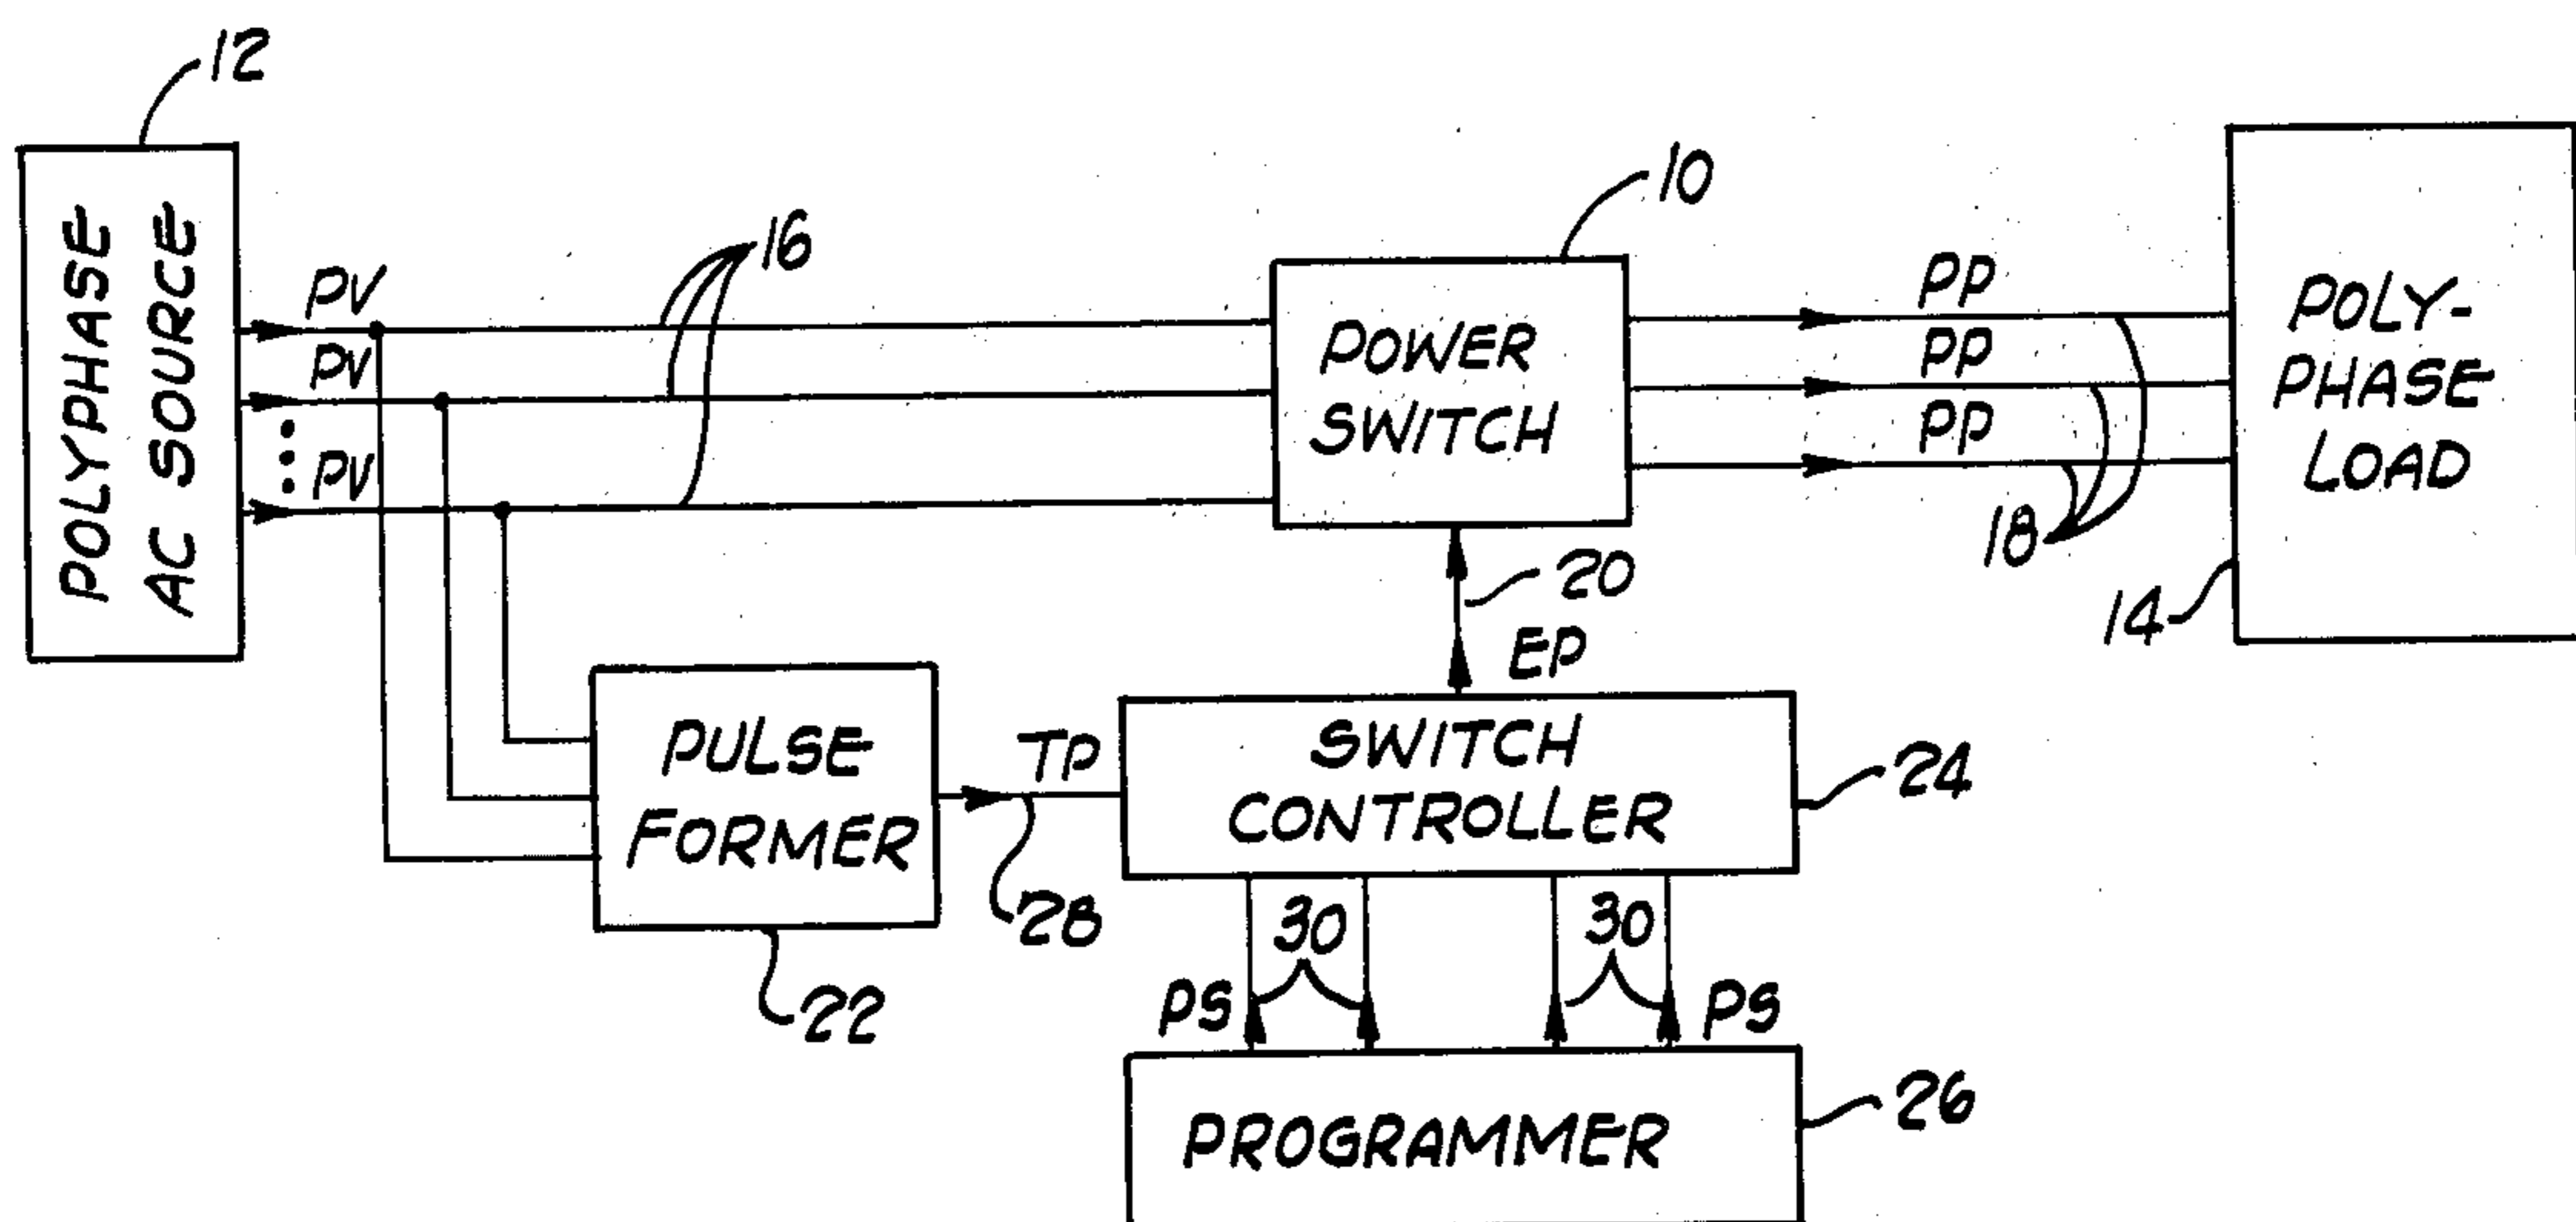 12
POLYPHASE
AC SOURCE
PV
PV
PV
16
10
POWER
SWITCH
PP
PP
PP
18
POLY-
PHASE
LOAD
14
20
EP
PULSE
FORMER
22
TP
28
SWITCH
CONTROLLER
24
30
30
PS
PS
PROGRAMMER
26